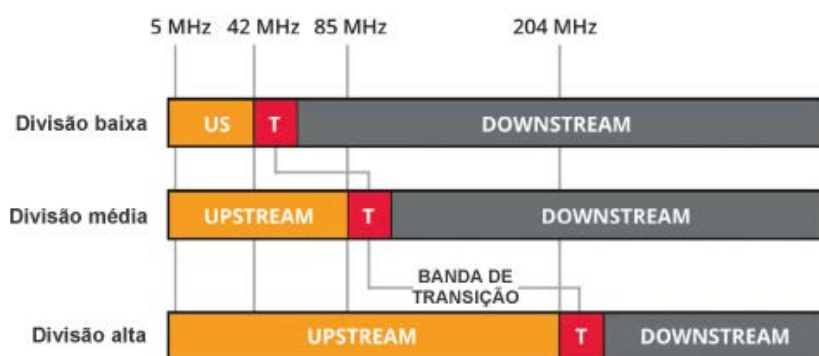 5 MHz 42 MHz 85 MHz 204 MHz
Divisão baixa US T DOWNSTREAM
Divisão média UPSTREAM T DOWNSTREAM
BANDA DE
TRANSIÇÃO
Divisão alta UPSTREAM T DOWNSTREAM